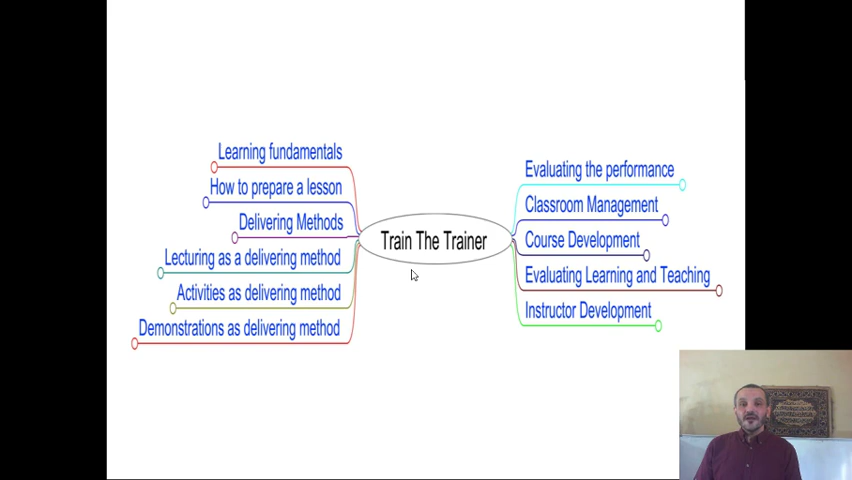 Learning fundamentals
How to prepare a lesson
Delivering Methods
Lecturing as a delivering method
Activities as delivering method
Demonstrations as delivering method
Train The Trainer
Evaluating the performance
Classroom Management
Course Development
Evaluating Learning and Teaching
Instructor Development